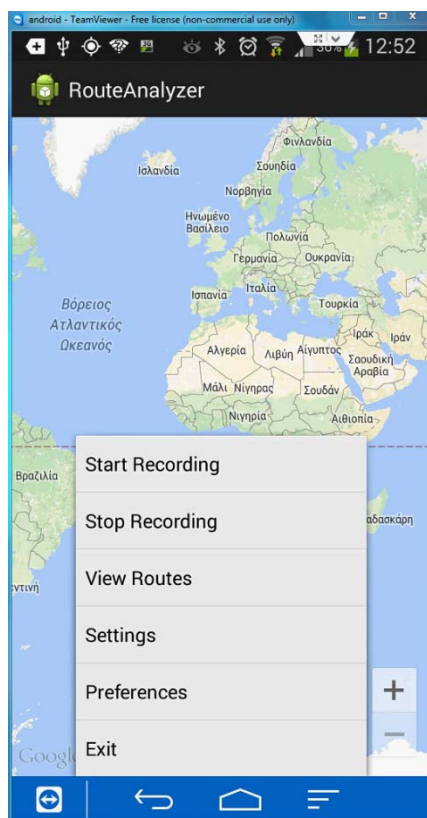 android - TeamViewer - Free license (non-commercial use only)
12:52
RouteAnalyzer
Φινλανδία
Ισλανδία
Σουηδία
Νορβηγία
Ηνωμένο
Βασίλειο
Πολωνία
Γερμανία
Ουκρανία
Ιταλία
Ισπανία
Τουρκία
Βόρειος
Ατλαντικός
Ωκεανός
Ιράκ
Ιράν
Αλγερία
Λιβύη
Αίγυπτος
Σαουδική
Αραβία
Μάλι
Νίγηρας
Σουδάν
Νιγηρία
Αιθιοπία
Start Recording
Βραζιλία
Stop Recording
αδασκάρη
View Routes
ντινή
Settings
Preferences
+
−
Googl
Exit